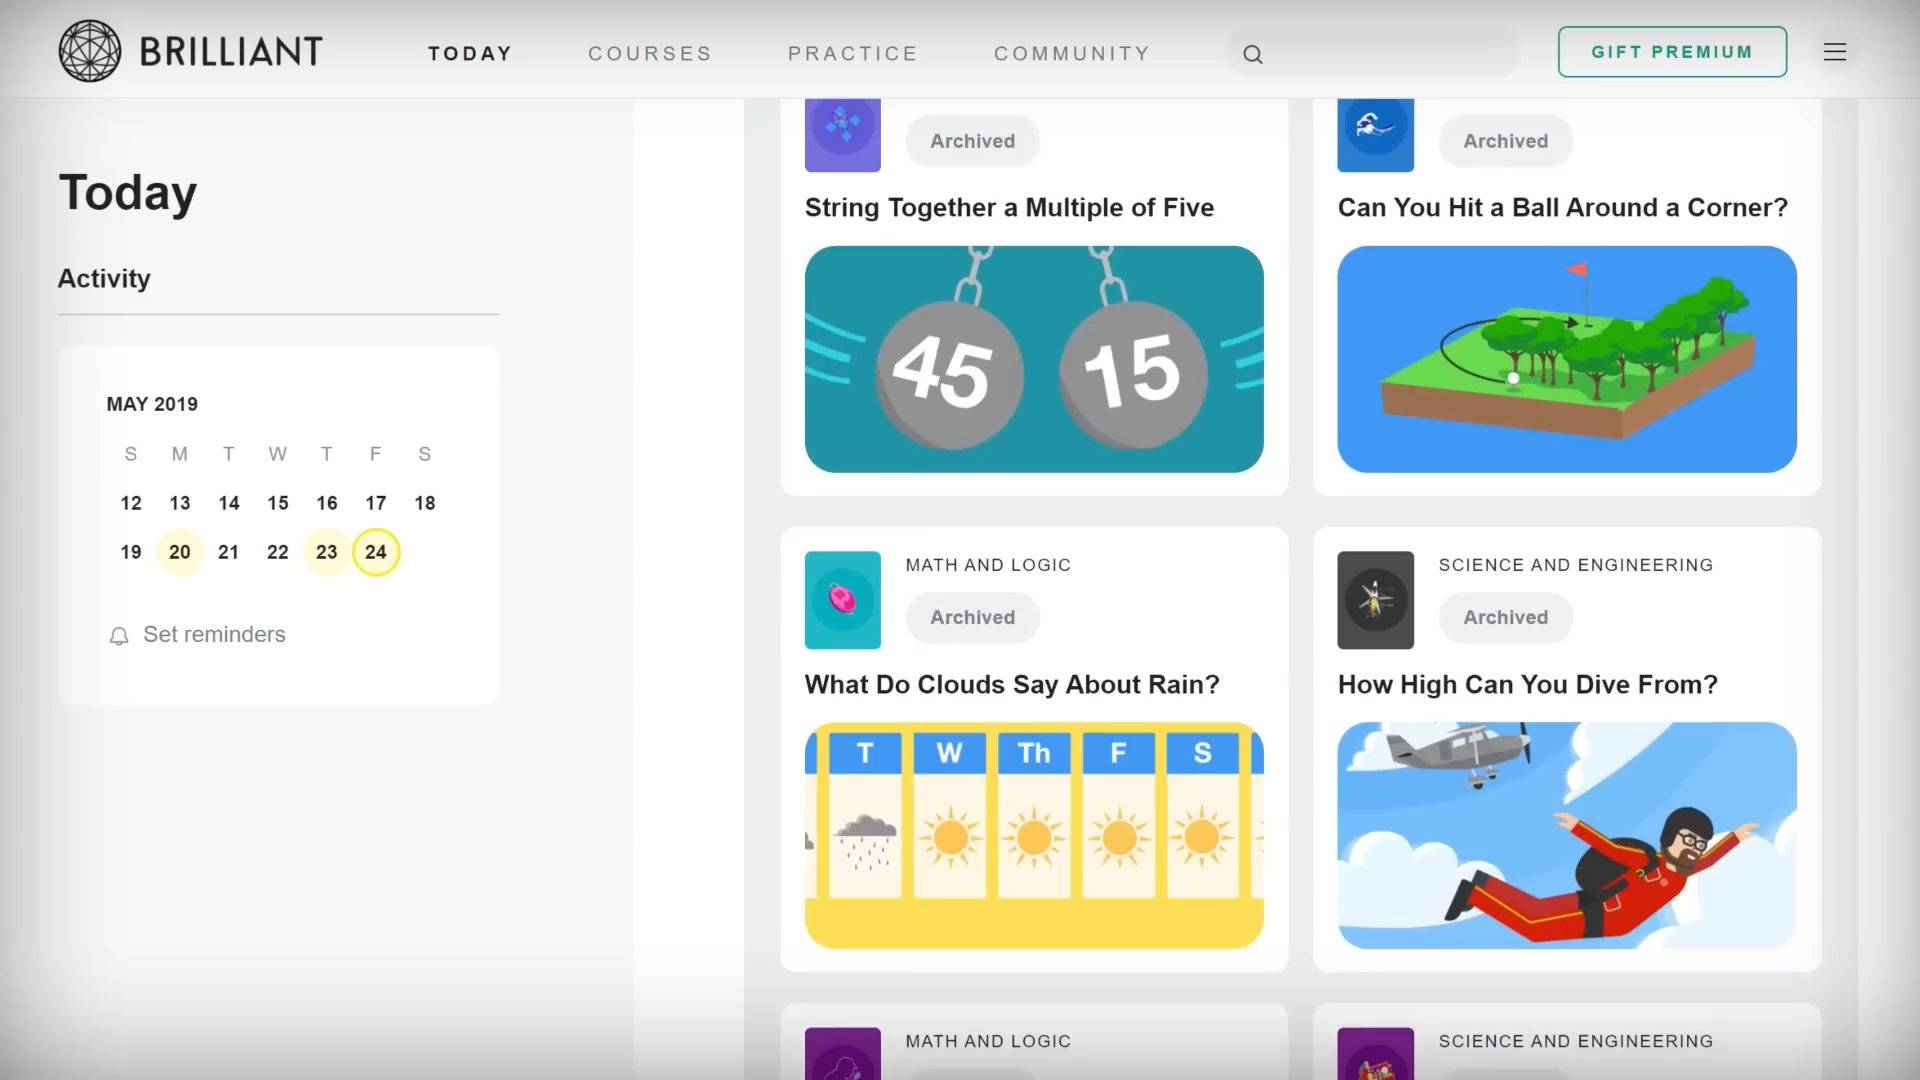 BRILLIANT
TODAY
COURSES
PRACTICE
COMMUNITY
GIFT PREMIUM
Today
Activity
MAY 2019
S M T W T F S
12 13 14 15 16 17 18
19 20 21 22 23 24
Set reminders
Archived
String Together a Multiple of Five
45 15
Archived
Can You Hit a Ball Around a Corner?
MATH AND LOGIC
Archived
What Do Clouds Say About Rain?
T W Th F S
SCIENCE AND ENGINEERING
Archived
How High Can You Dive From?
MATH AND LOGIC
SCIENCE AND ENGINEERING